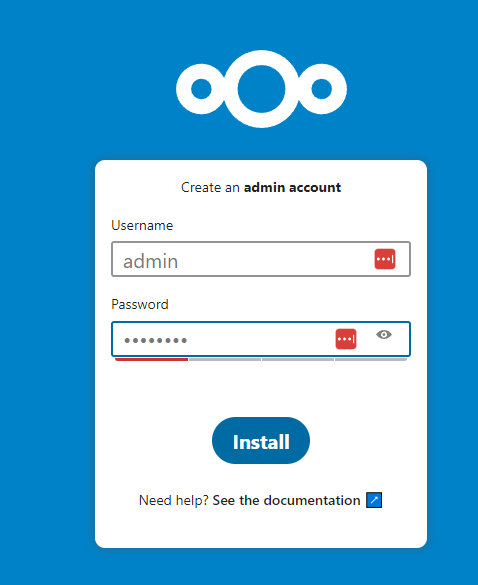 Create an admin account
Username
admin
Password
••••••••
Install
Need help? See the documentation